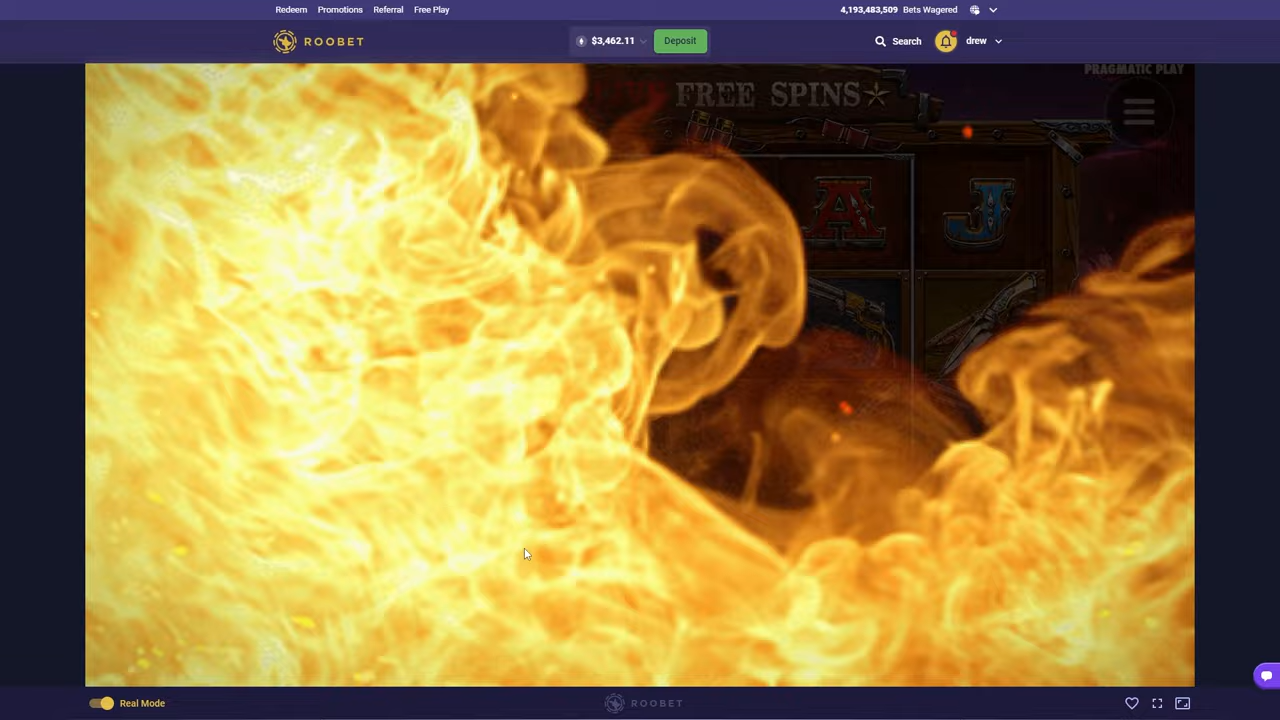 Redeem Promotions Referral Free Play 4,193,483,509 Bets Wagered
ROOBET $3,462.11 Deposit Search drew
PRAGMATIC PLAY
FREE SPINS
A J
Real Mode ROOBET